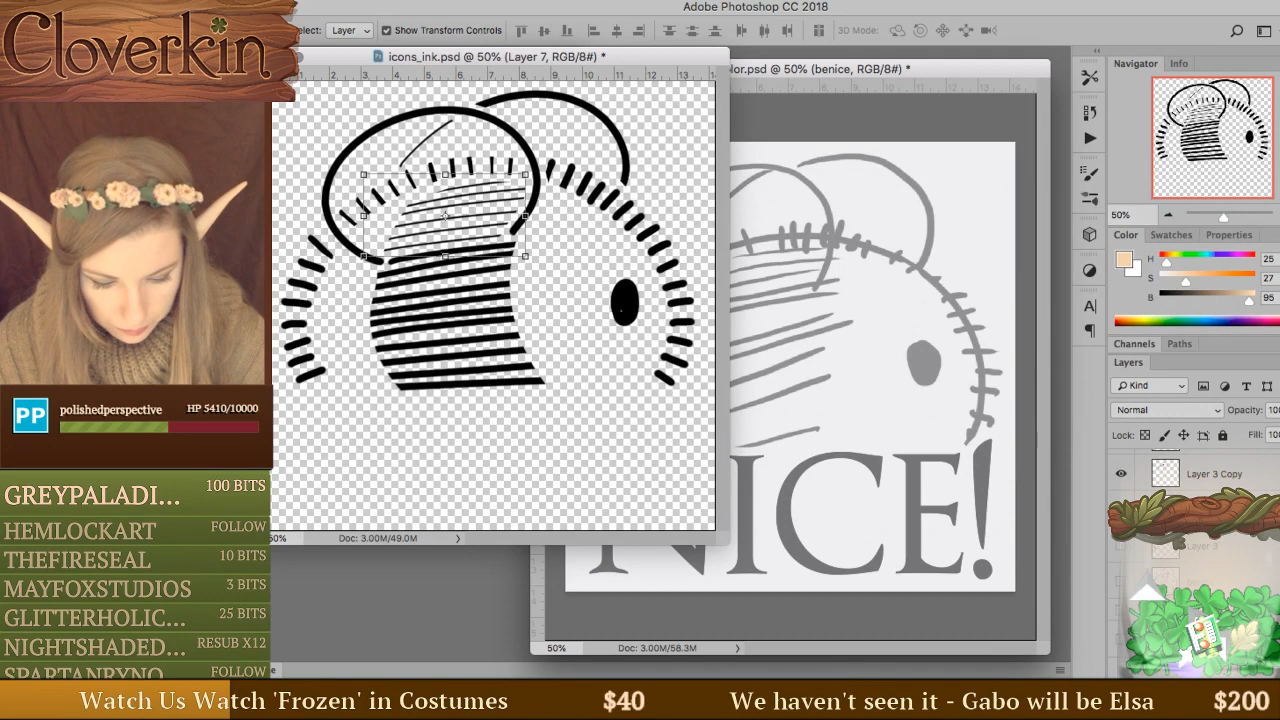 Adobe Photoshop CC 2018
Cloverkin
Select: Layer
Show Transform Controls
3D Mode:
icons_ink.psd @ 50% (Layer 7, RGB/8#) *
lor.psd @ 50% (benice, RGB/8#) *
Navigator Info
50%
Color Swatches Properties
H 25
S 27
B 95
Channels Paths
Layers
Kind
Normal Opacity: 100
Lock: Fill: 100
Layer 3 Copy
Layer 3
50% Doc: 3.00M/49.0M
NICE!
50% Doc: 3.00M/58.3M
PP polishedperspective HP 5410/10000
GREYPALADI... 100 BITS
HEMLOCKART FOLLOW
THEFIRESEAL 10 BITS
MAYFOXSTUDIOS 3 BITS
GLITTERHOLIC... 25 BITS
NIGHTSHADED... RESUB X12
SPARTANRYNO FOLLOW
Watch Us Watch 'Frozen' in Costumes $40 We haven't seen it - Gabo will be Elsa $200